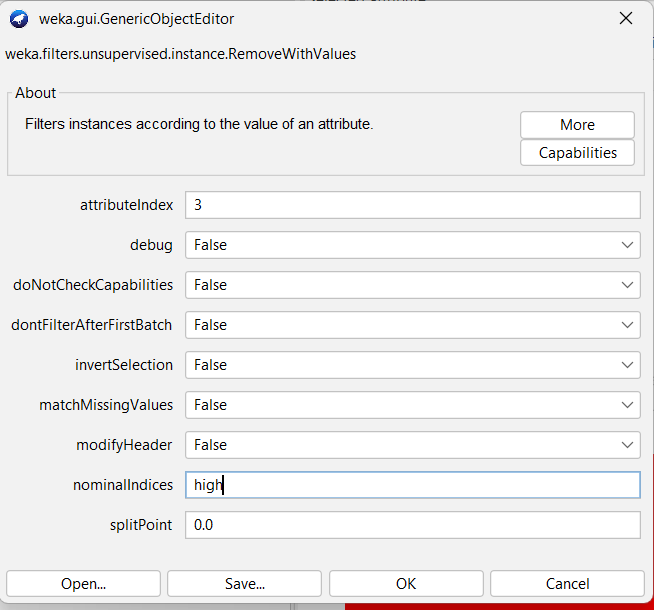 weka.gui.GenericObjectEditor
weka.filters.unsupervised.instance.RemoveWithValues
About
Filters instances according to the value of an attribute.
More
Capabilities
attributeIndex 3
debug False
doNotCheckCapabilities False
dontFilterAfterFirstBatch False
invertSelection False
matchMissingValues False
modifyHeader False
nominalIndices high
splitPoint 0.0
Open... Save... OK Cancel